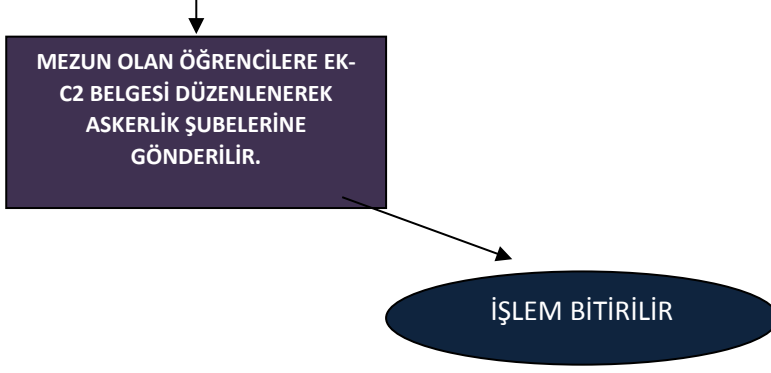 MEZUN OLAN ÖĞRENCİLERE EK-
C2 BELGESİ DÜZENLENEREK
ASKERLİK ŞUBELERİNE
GÖNDERİLİR.
İŞLEM BİTİRİLİR